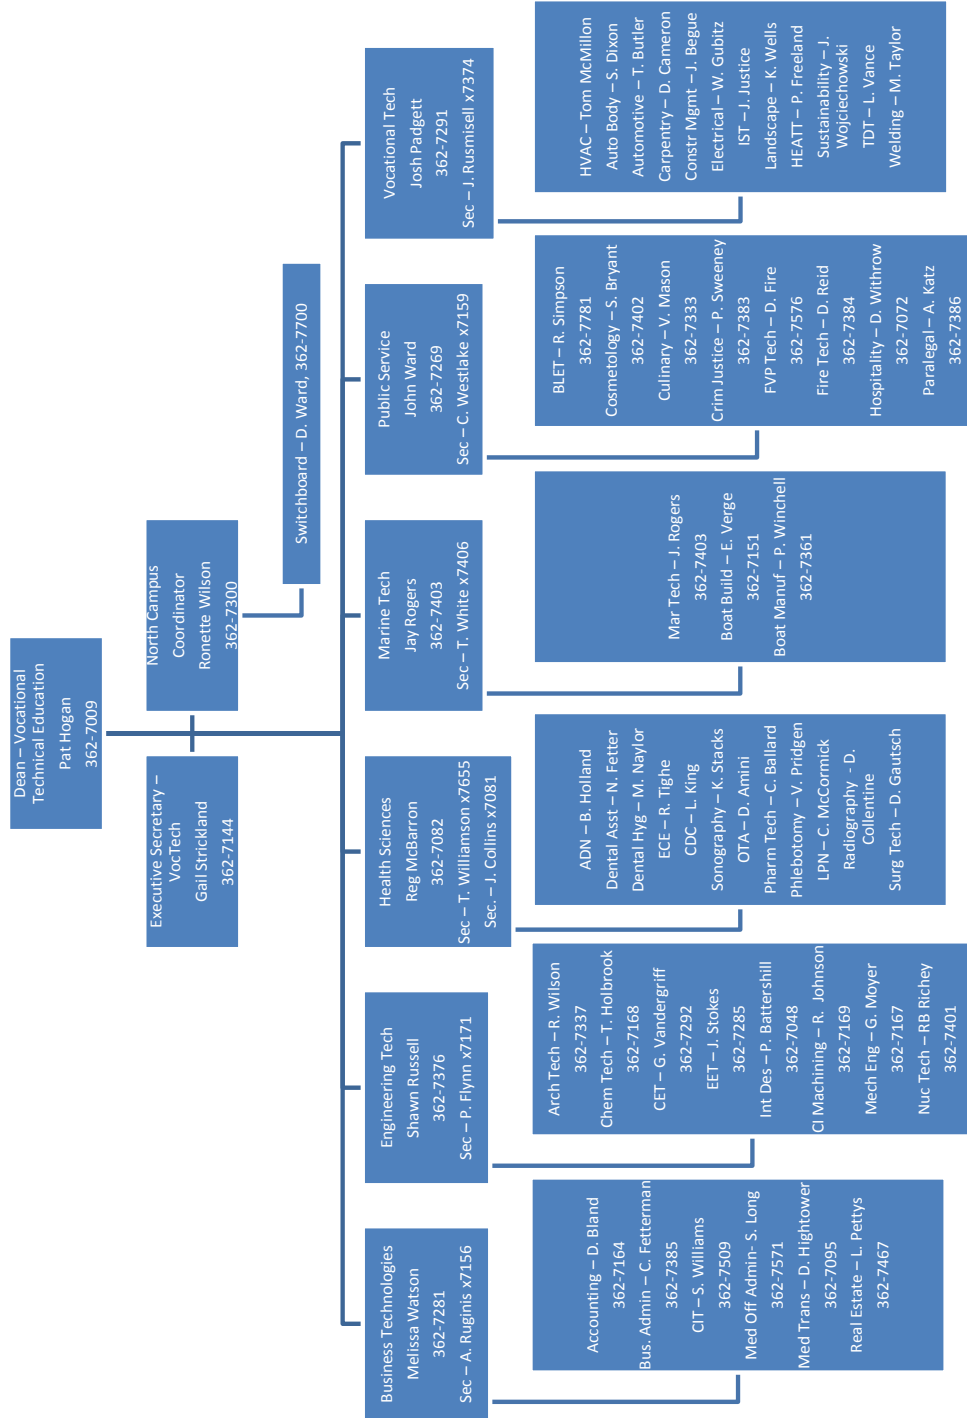 Dean – Vocational
Technical Education
Pat Hogan
362-7009
Executive Secretary –
VocTech
Gail Strickland
362-7144
North Campus
Coordinator
Ronette Wilson
362-7300
Switchboard – D. Ward, 362-7700
Business Technologies
Melissa Watson
362-7281
Sec – A. Ruginis x7156
Engineering Tech
Shawn Russell
362-7376
Sec – P. Flynn x7171
Health Sciences
Reg McBarron
362-7082
Sec – T. Williamson x7655
Sec. – J. Collins x7081
Marine Tech
Jay Rogers
362-7403
Sec – T. White x7406
Public Service
John Ward
362-7269
Sec – C. Westlake x7159
Vocational Tech
Josh Padgett
362-7291
Sec – J. Rusmisell x7374
Accounting – D. Bland
362-7164
Bus. Admin – C. Fetterman
362-7385
CIT – S. Williams
362-7509
Med Off Admin- S. Long
362-7571
Med Trans – D. Hightower
362-7095
Real Estate – L. Pettys
362-7467
Arch Tech – R. Wilson
362-7337
Chem Tech – T. Holbrook
362-7168
CET – G. Vandergriff
362-7292
EET – J. Stokes
362-7285
Int Des – P. Battershill
362-7048
CI Machining – R. Johnson
362-7169
Mech Eng – G. Moyer
362-7167
Nuc Tech – RB Richey
362-7401
ADN – B. Holland
Dental Asst – N. Fetter
Dental Hyg – M. Naylor
ECE – R. Tighe
CDC – L. King
Sonography – K. Stacks
OTA – D. Amini
Pharm Tech – C. Ballard
Phlebotomy – V. Pridgen
LPN – C. McCormick
Radiography - D.
Collentine
Surg Tech – D. Gautsch
Mar Tech – J. Rogers
362-7403
Boat Build – E. Verge
362-7151
Boat Manuf – P. Winchell
362-7361
BLET – R. Simpson
362-7781
Cosmetology – S. Bryant
362-7402
Culinary – V. Mason
362-7333
Crim Justice – P. Sweeney
362-7383
FVP Tech – D. Fire
362-7576
Fire Tech – D. Reid
362-7384
Hospitality – D. Withrow
362-7072
Paralegal – A. Katz
362-7386
HVAC – Tom McMillon
Auto Body – S. Dixon
Automotive – T. Butler
Carpentry – D. Cameron
Constr Mgmt – J. Begue
Electrical – W. Gubitz
IST – J. Justice
Landscape – K. Wells
HEATT – P. Freeland
Sustainability – J.
Wojciechowski
TDT – L. Vance
Welding – M. Taylor